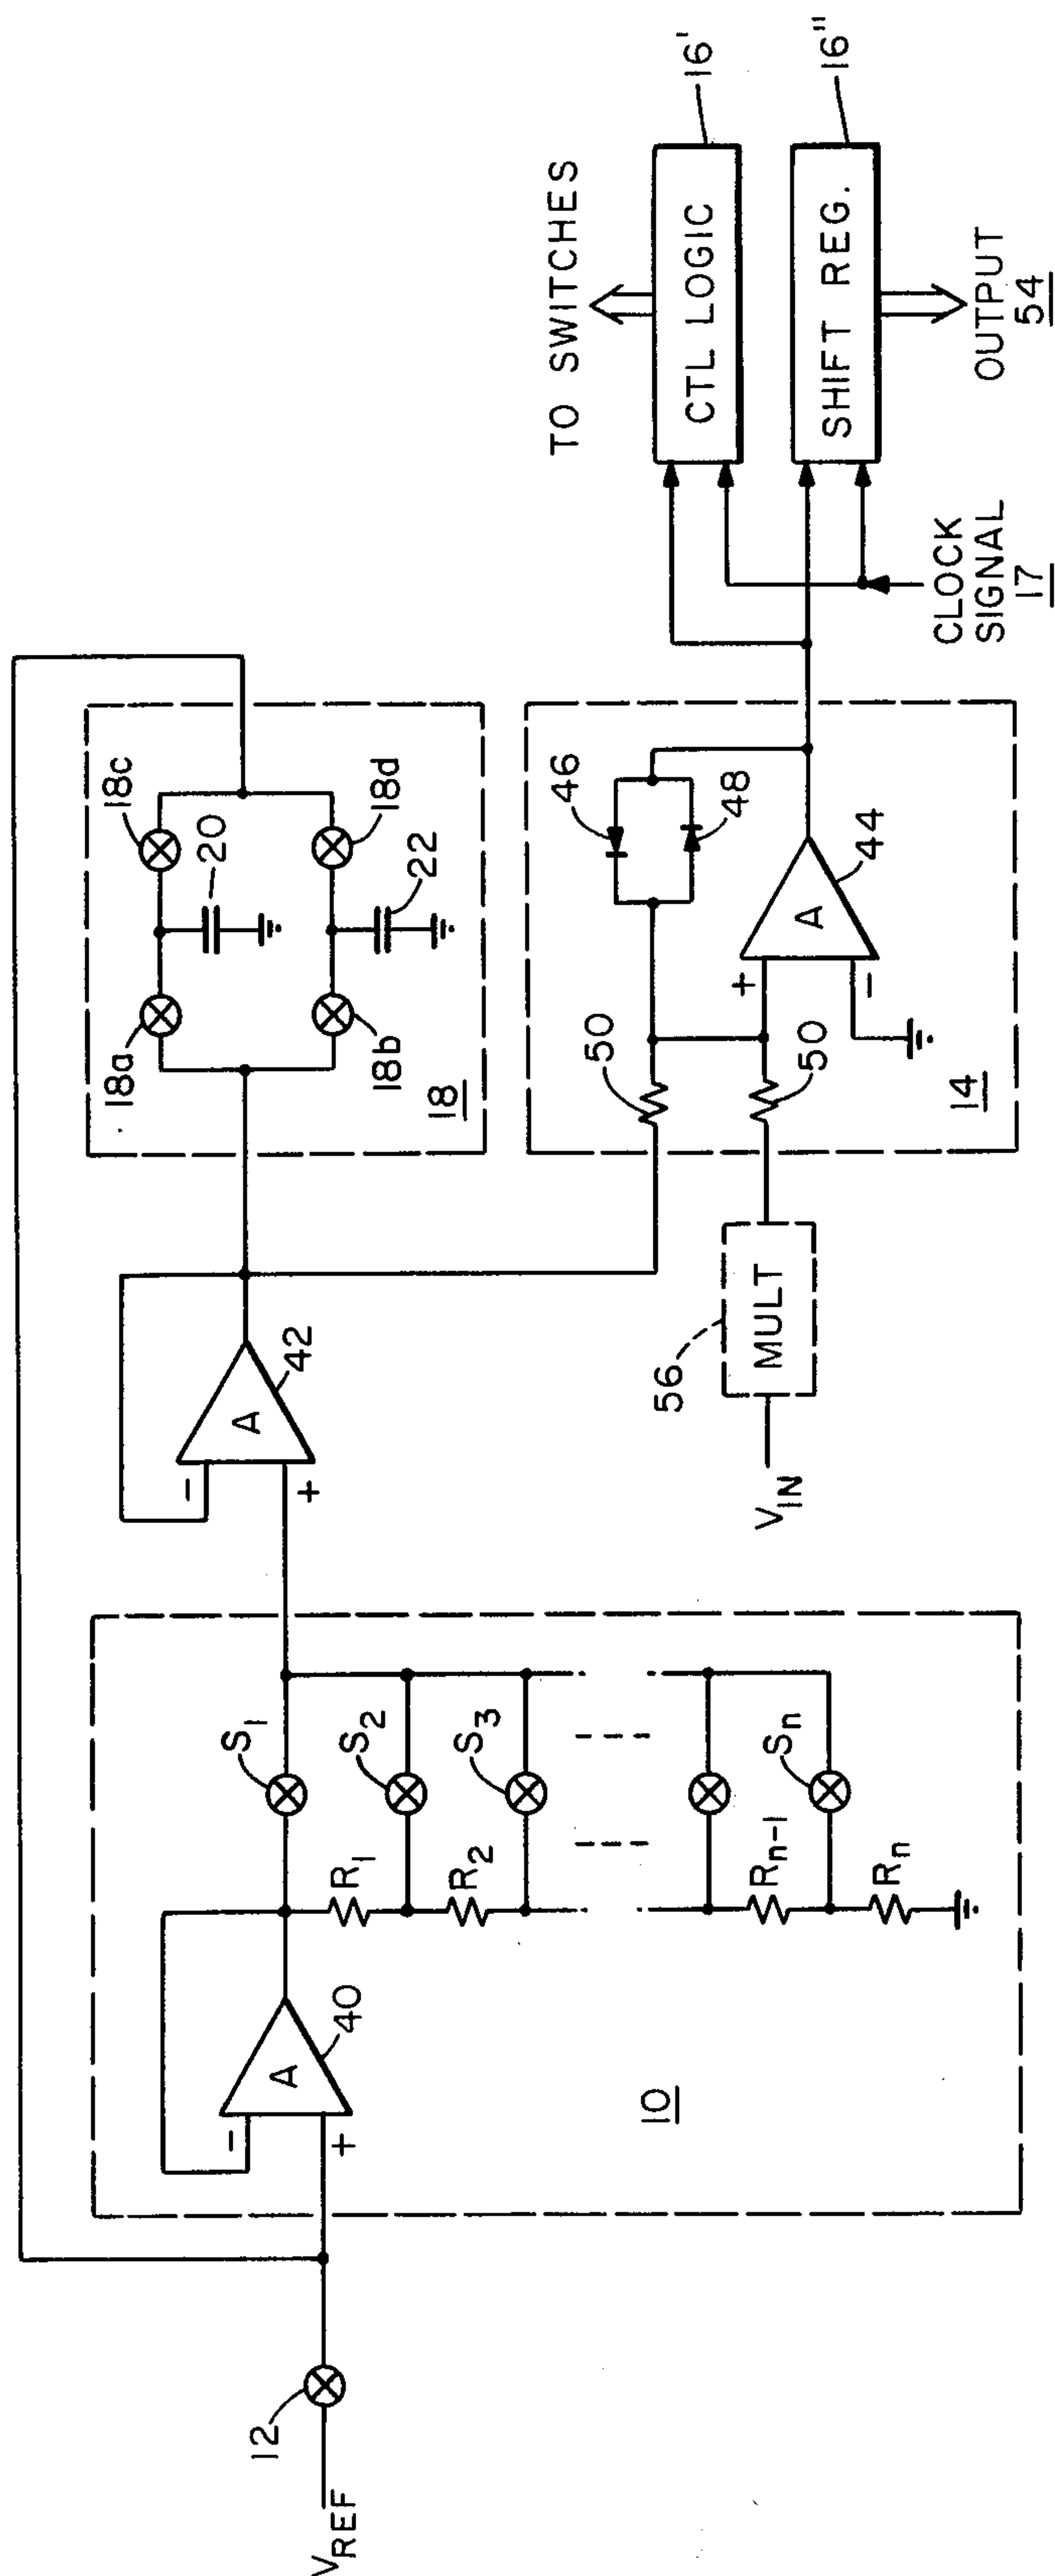 V_REF
12
A
-
+
40
10
S_1
S_2
S_3
S_n
R_1
R_2
R_n-1
R_n
A
-
+
42
18a
18b
18c
18d
20
22
18
V_IN
MULT
56
50
50
A
+
-
44
46
48
14
TO SWITCHES
CTL LOGIC
16'
SHIFT REG.
16"
CLOCK
SIGNAL
17
OUTPUT
54